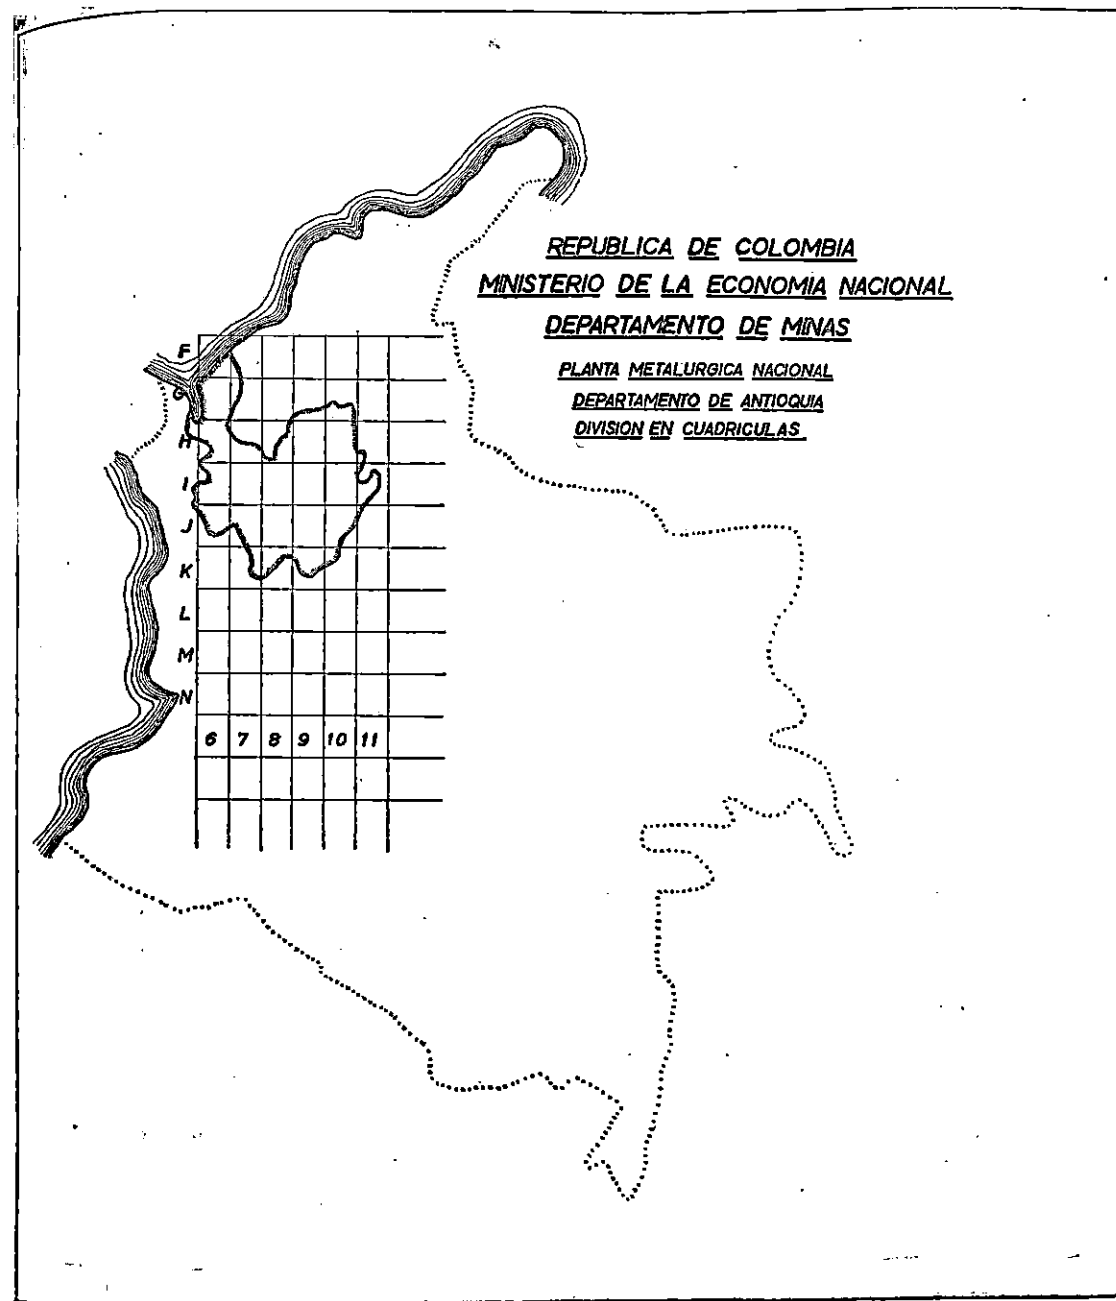 REPUBLICA DE COLOMBIA
MINISTERIO DE LA ECONOMIA NACIONAL
DEPARTAMENTO DE MINAS
PLANTA METALURGICA NACIONAL
DEPARTAMENTO DE ANTIOQUIA
DIVISION EN CUADRICULAS
F
G
H
I
J
K
L
M
N
6 7 8 9 10 11